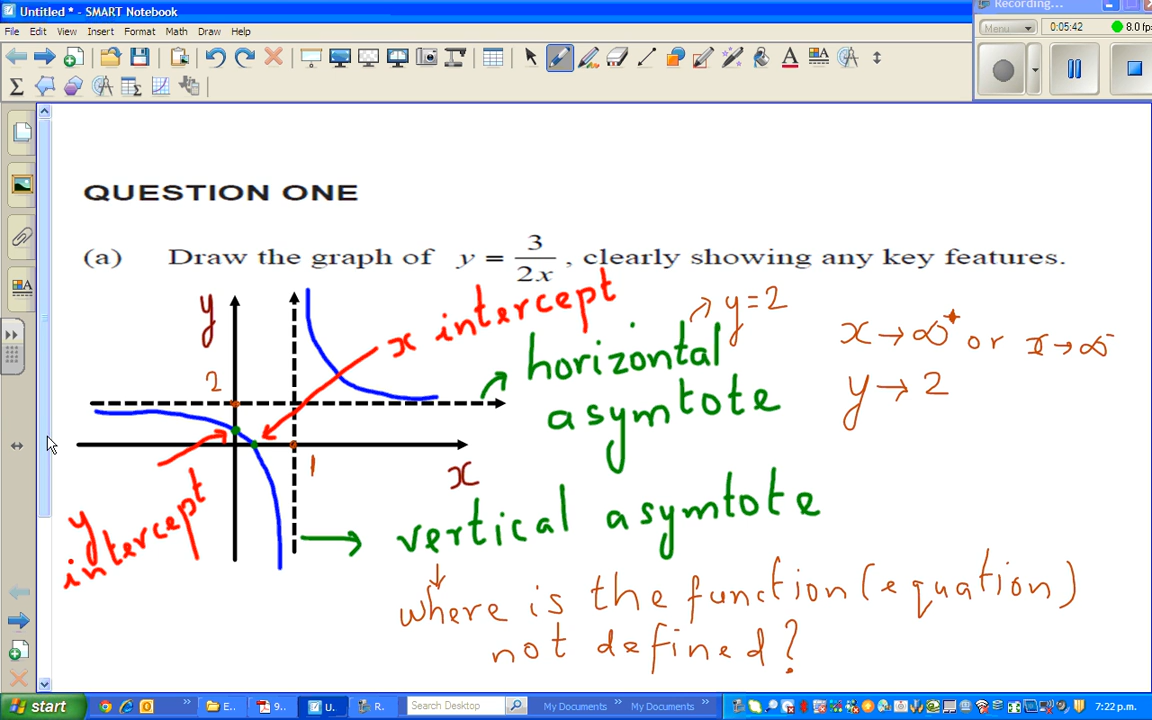 Untitled * - SMART Notebook
Recording...
File Edit View Insert Format Math Draw Help
Menu
0:05:42
8.0 fp
QUESTION ONE
(a) Draw the graph of y = 3/2x , clearly showing any key features.
y
x intercept
y = 2
x → ∞⁺ or x → ∞⁻
horizontal
y → 2
2
asymtote
1
x
y
intercept
vertical asymtote
where is the function (equation)
not defined?
start
E...
9...
U.
R.
Search Desktop
My Documents
My Documents
7:22 p.m.